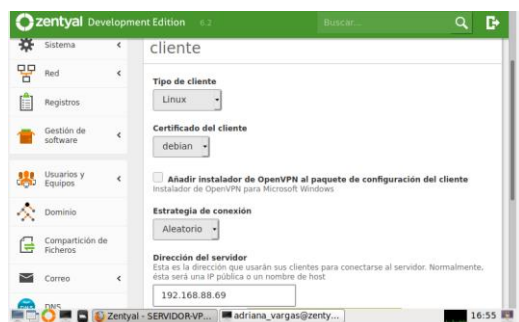 zentyal Development Edition 6.2
Buscar...
Sistema
Red
Registros
Gestión de
software
Usuarios y
Equipos
Dominio
Compartición de
Ficheros
Correo
DNS
cliente
Tipo de cliente
Linux
Certificado del cliente
debian
Añadir instalador de OpenVPN al paquete de configuración del cliente
Instalador de OpenVPN para Microsoft Windows
Estrategia de conexión
Aleatorio
Dirección del servidor
Esta es la dirección que usarán sus clientes para conectarse al servidor. Normalmente,
ésta será una IP pública o un nombre de host
192.168.88.69
Zentyal - SERVIDOR-VP...
adriana_vargas@zenty...
16:55